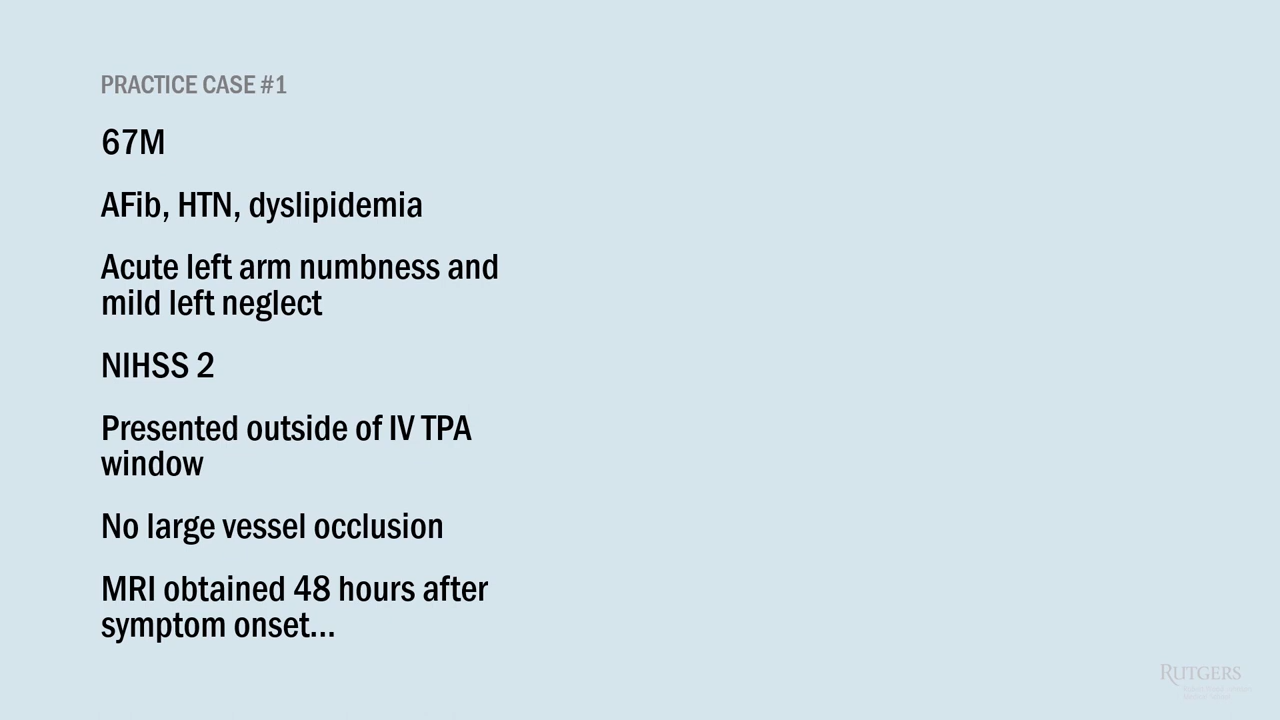 PRACTICE CASE #1
67M
AFib, HTN, dyslipidemia
Acute left arm numbness and
mild left neglect
NIHSS 2
Presented outside of IV TPA
window
No large vessel occlusion
MRI obtained 48 hours after
symptom onset...
RUTGERS